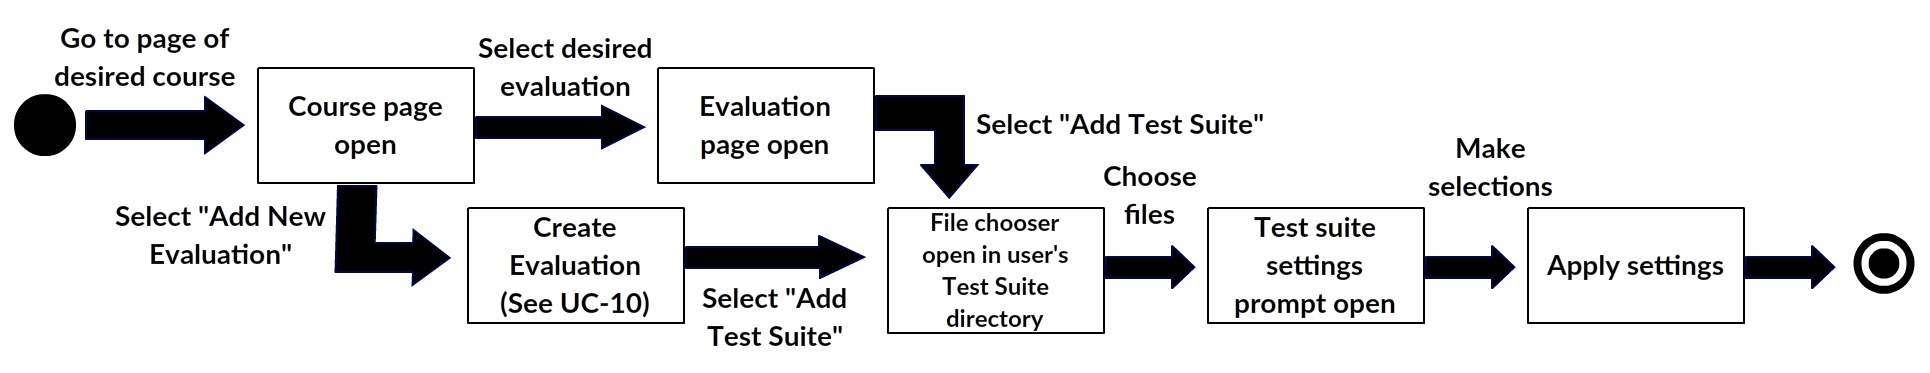 Go to page of
desired course
Course page
open
Select desired
evaluation
Evaluation
page open
Select "Add Test Suite"
Select "Add New
Evaluation"
Create
Evaluation
(See UC-10)
Select "Add
Test Suite"
File chooser
open in user's
Test Suite
directory
Choose
files
Test suite
settings
prompt open
Make
selections
Apply settings